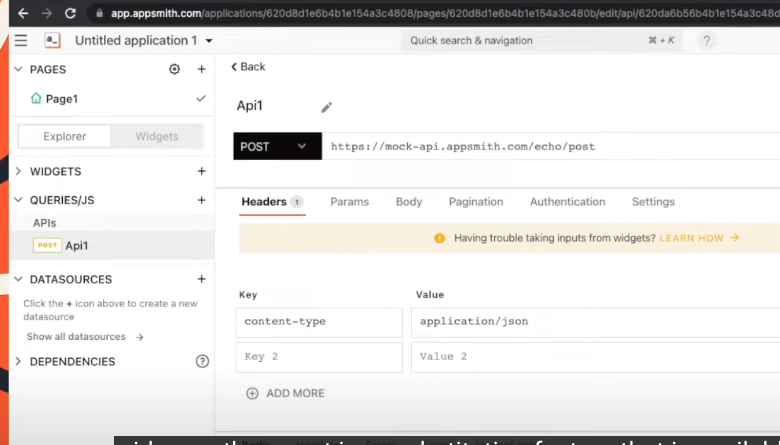 app.appsmith.com/applications/620d8d1e6b4b1e154a3c4808/pages/620d8d1e6b4b1e154a3c480b/edit/api/620da6b56b4b1e154a3c48d
a_ Untitled application 1
Quick search & navigation ⌘ + K ?
PAGES +
Page1
Explorer Widgets
WIDGETS +
QUERIES/JS +
APIs
POST Api1
DATASOURCES +
Click the + icon above to create a new
datasource
Show all datasources →
DEPENDENCIES ?
< Back
Api1
POST https://mock-api.appsmith.com/echo/post
Headers 1 Params Body Pagination Authentication Settings
Having trouble taking inputs from widgets? LEARN HOW →
Key Value
content-type application/json
Key 2 Value 2
ADD MORE